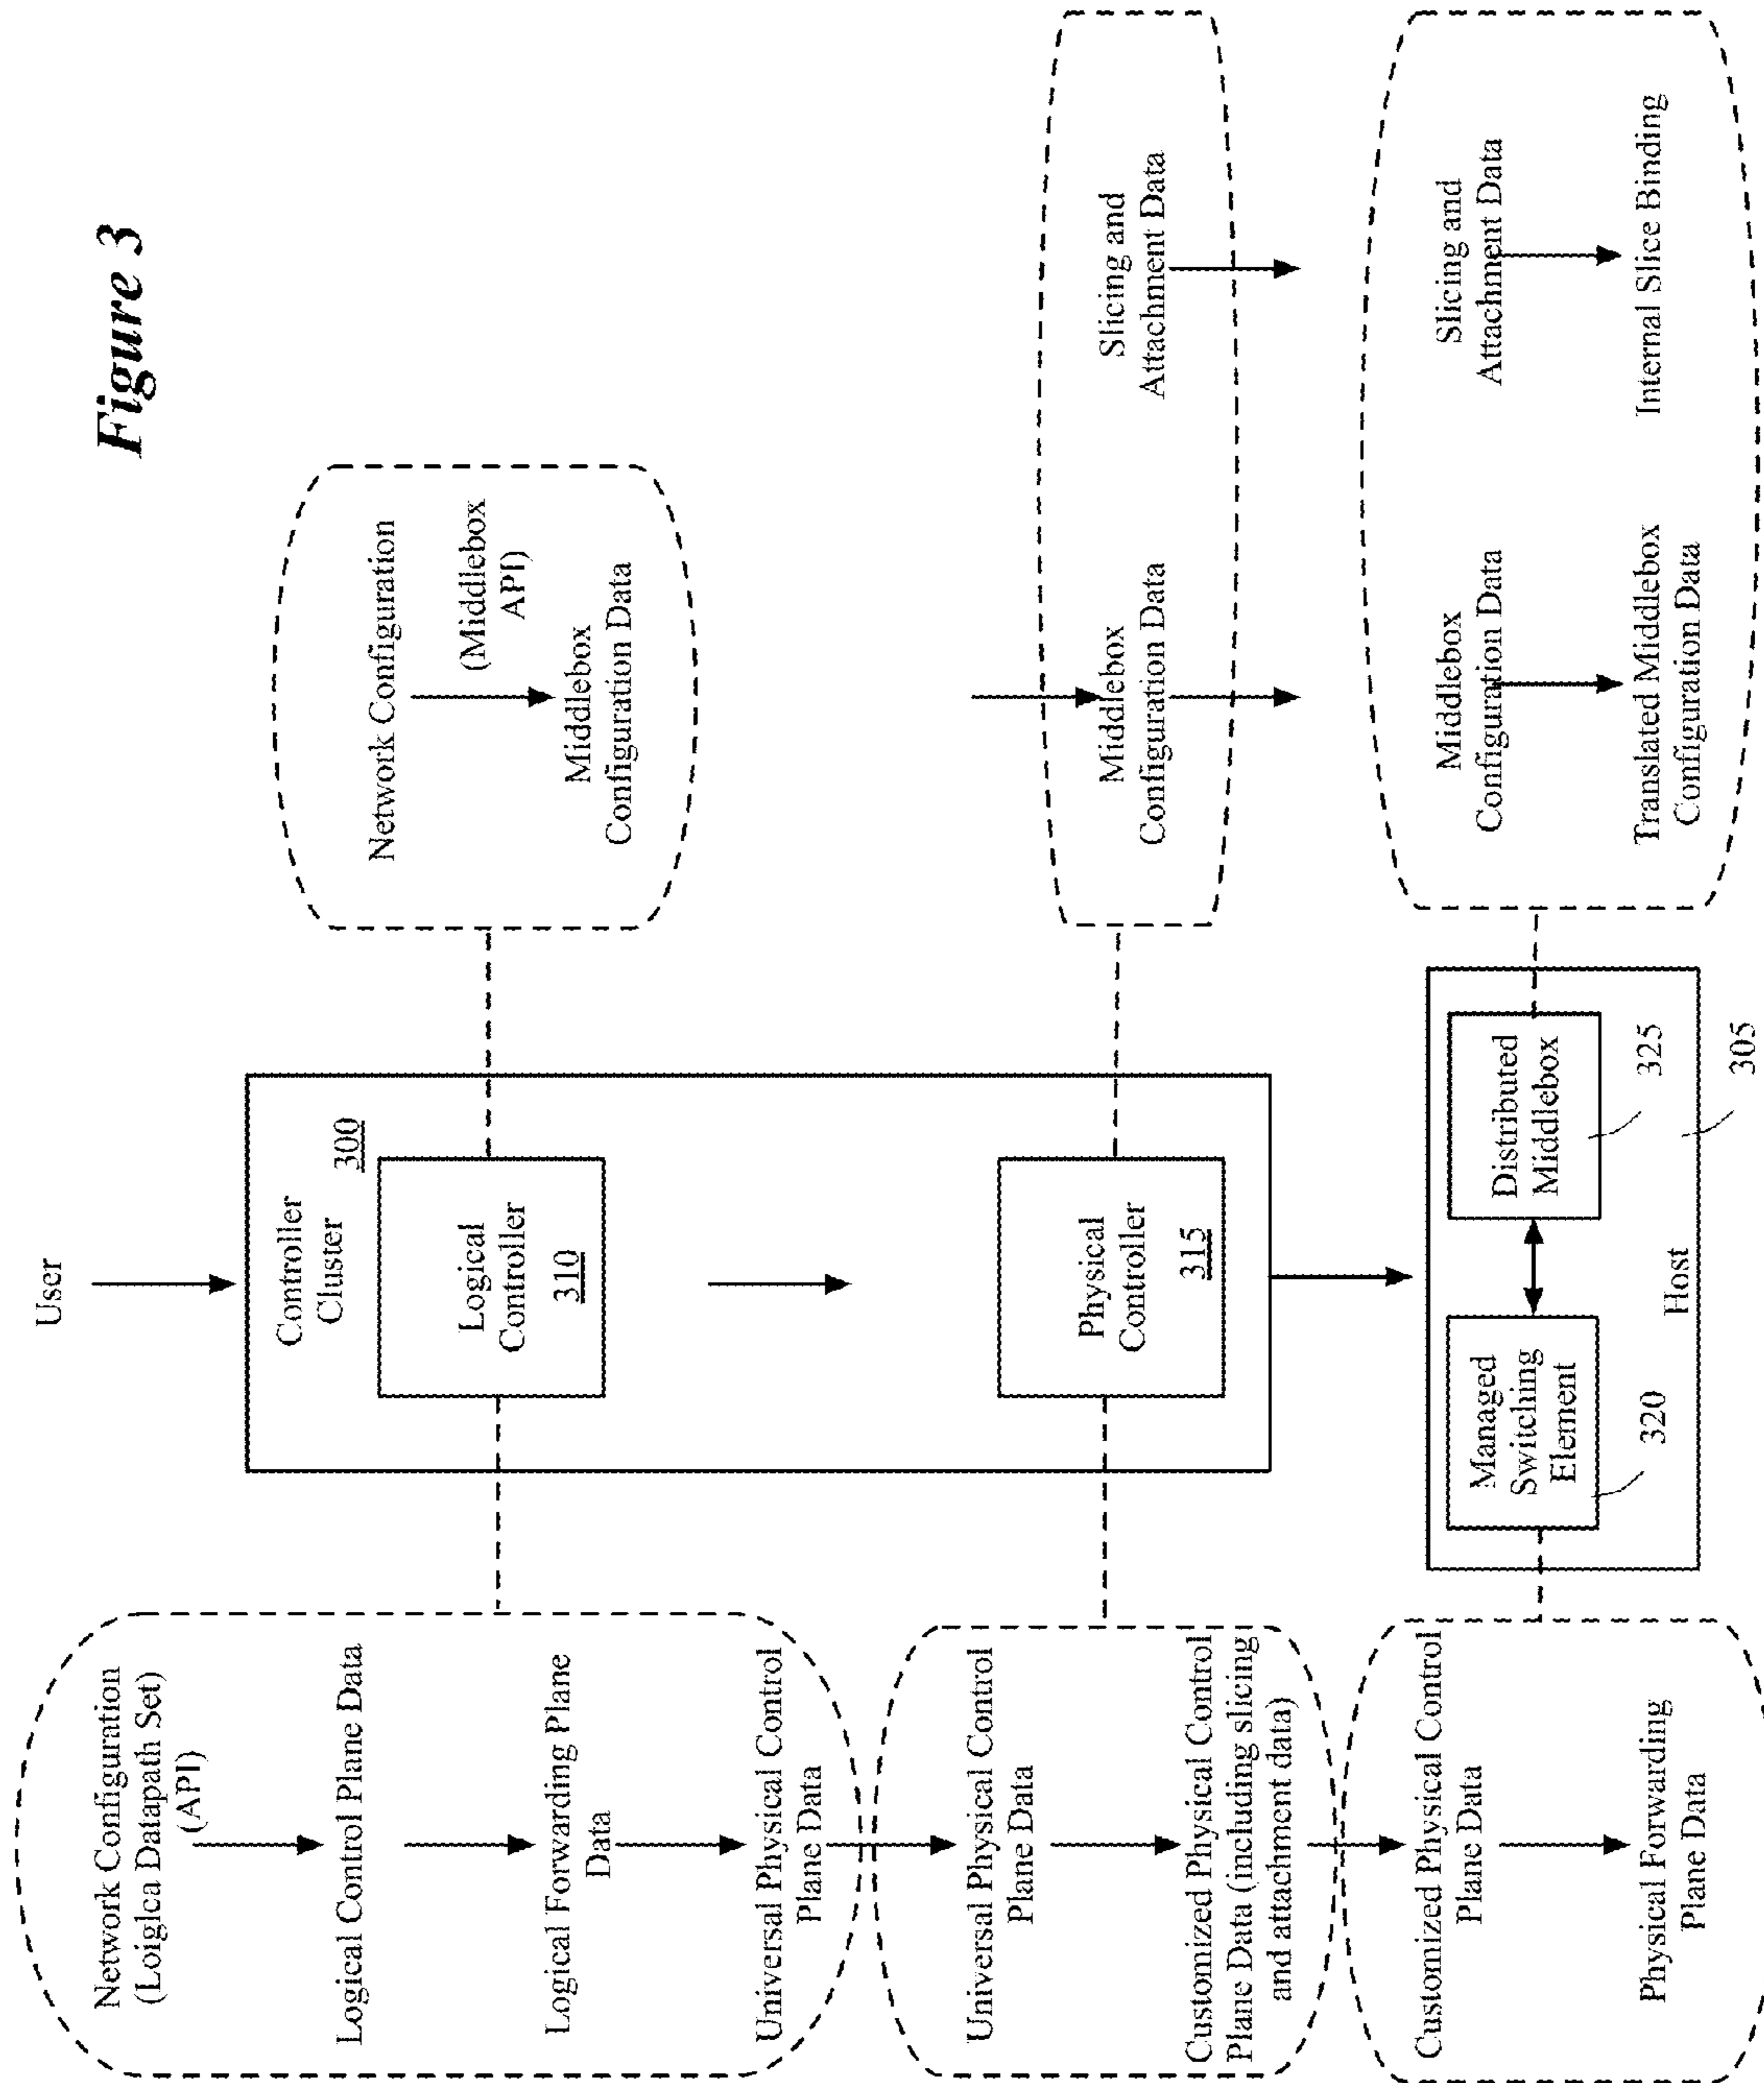 Figure 3
User
Network Configuration
(Loigica Datapath Set)
(API)
Logical Control Plane Data
Logical Forwarding Plane
Data
Universal Physical Control
Plane Data
Controller
Cluster
300
Logical
Controller
310
Network Configuration
(Middlebox
API)
Middlebox
Configuration Data
Universal Physical Control
Plane Data
Customized Physical Control
Plane Data (including slicing
and attachment data)
Physical
Controller
315
Middlebox
Configuration Data
Slicing and
Attachment Data
Customized Physical Control
Plane Data
Physical Forwarding
Plane Data
Managed
Switching
Element
320
Distributed
Middlebox
325
Host
305
Middlebox
Configuration Data
Translated Middlebox
Configuration Data
Slicing and
Attachment Data
Internal Slice Binding